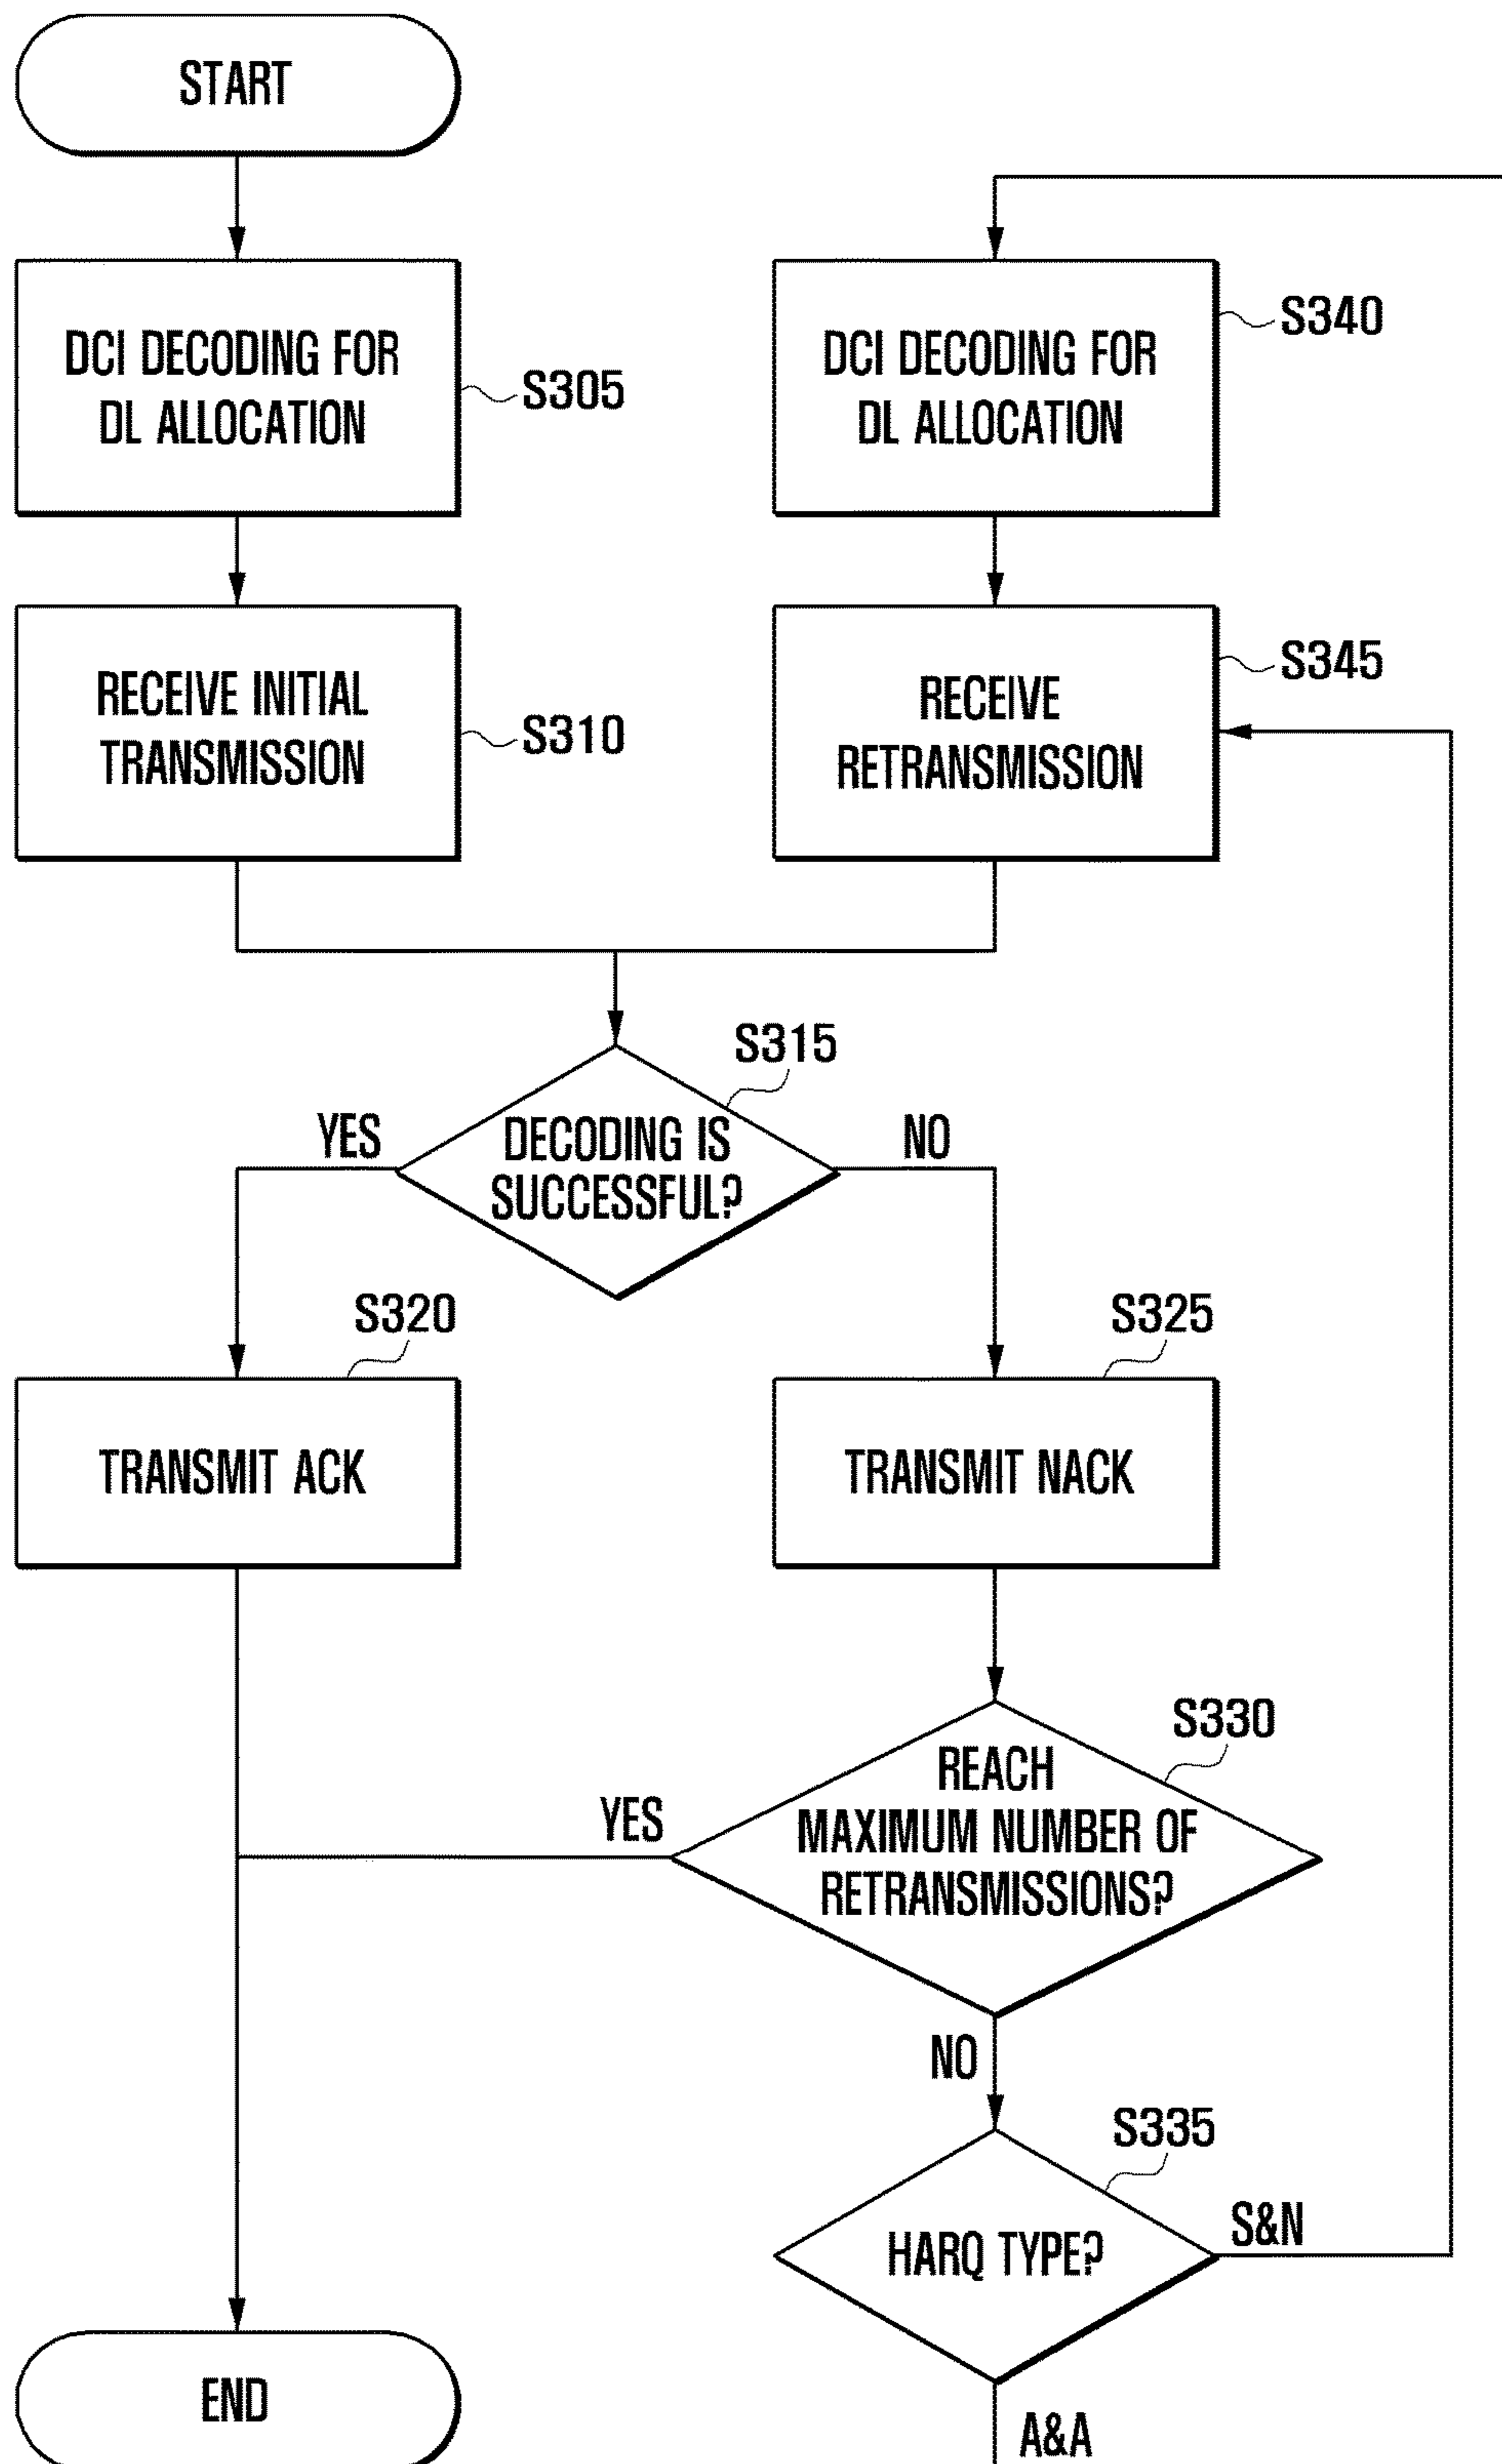 START
DCI DECODING FOR
DL ALLOCATION
S305
RECEIVE INITIAL
TRANSMISSION
S310
DCI DECODING FOR
DL ALLOCATION
S340
RECEIVE
RETRANSMISSION
S345
S315
DECODING IS
SUCCESSFUL?
YES
NO
S320
TRANSMIT ACK
S325
TRANSMIT NACK
S330
REACH
MAXIMUM NUMBER OF
RETRANSMISSIONS?
YES
NO
S335
HARQ TYPE?
S&N
A&A
END